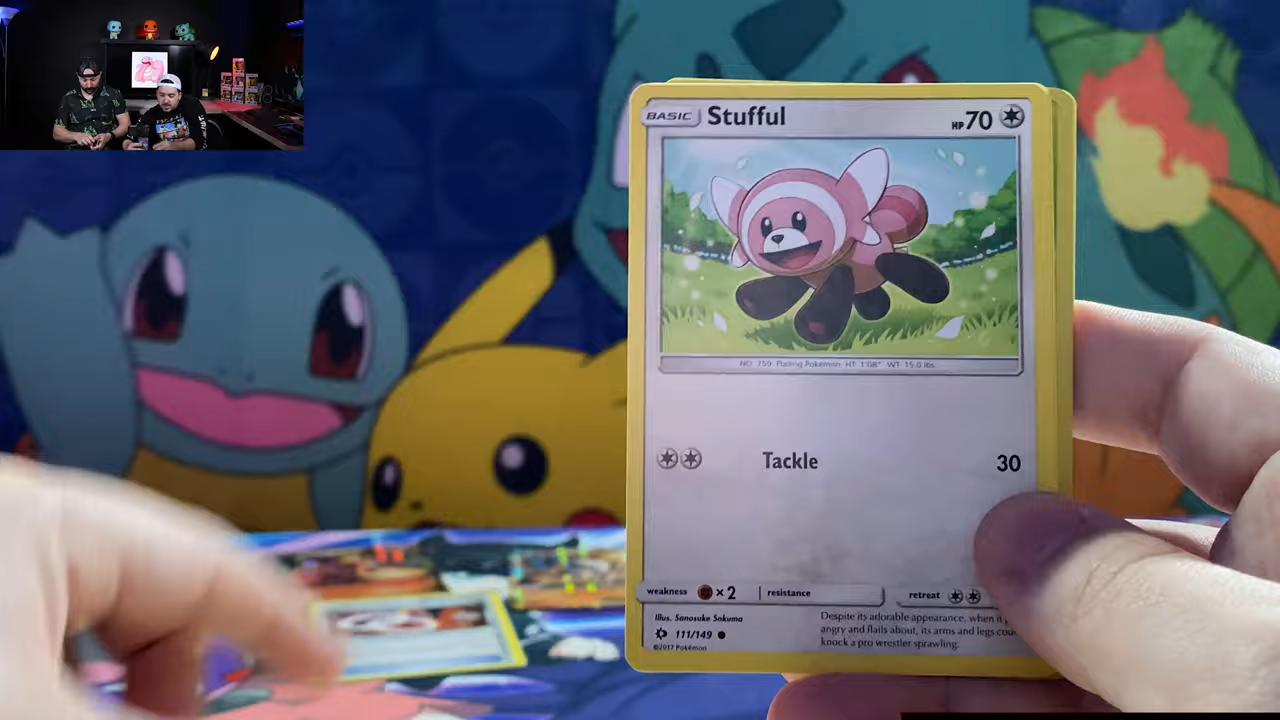 BASIC Stufful HP 70
NO. 759 Flailing Pokémon HT: 1'08" WT: 15.0 lbs.
Tackle 30
weakness × 2 resistance retreat
Illus. Sanosuke Sakuma
111/149
©2017 Pokémon
Despite its adorable appearance, when it
angry and flails about, its arms and legs cou
knock a pro wrestler sprawling.